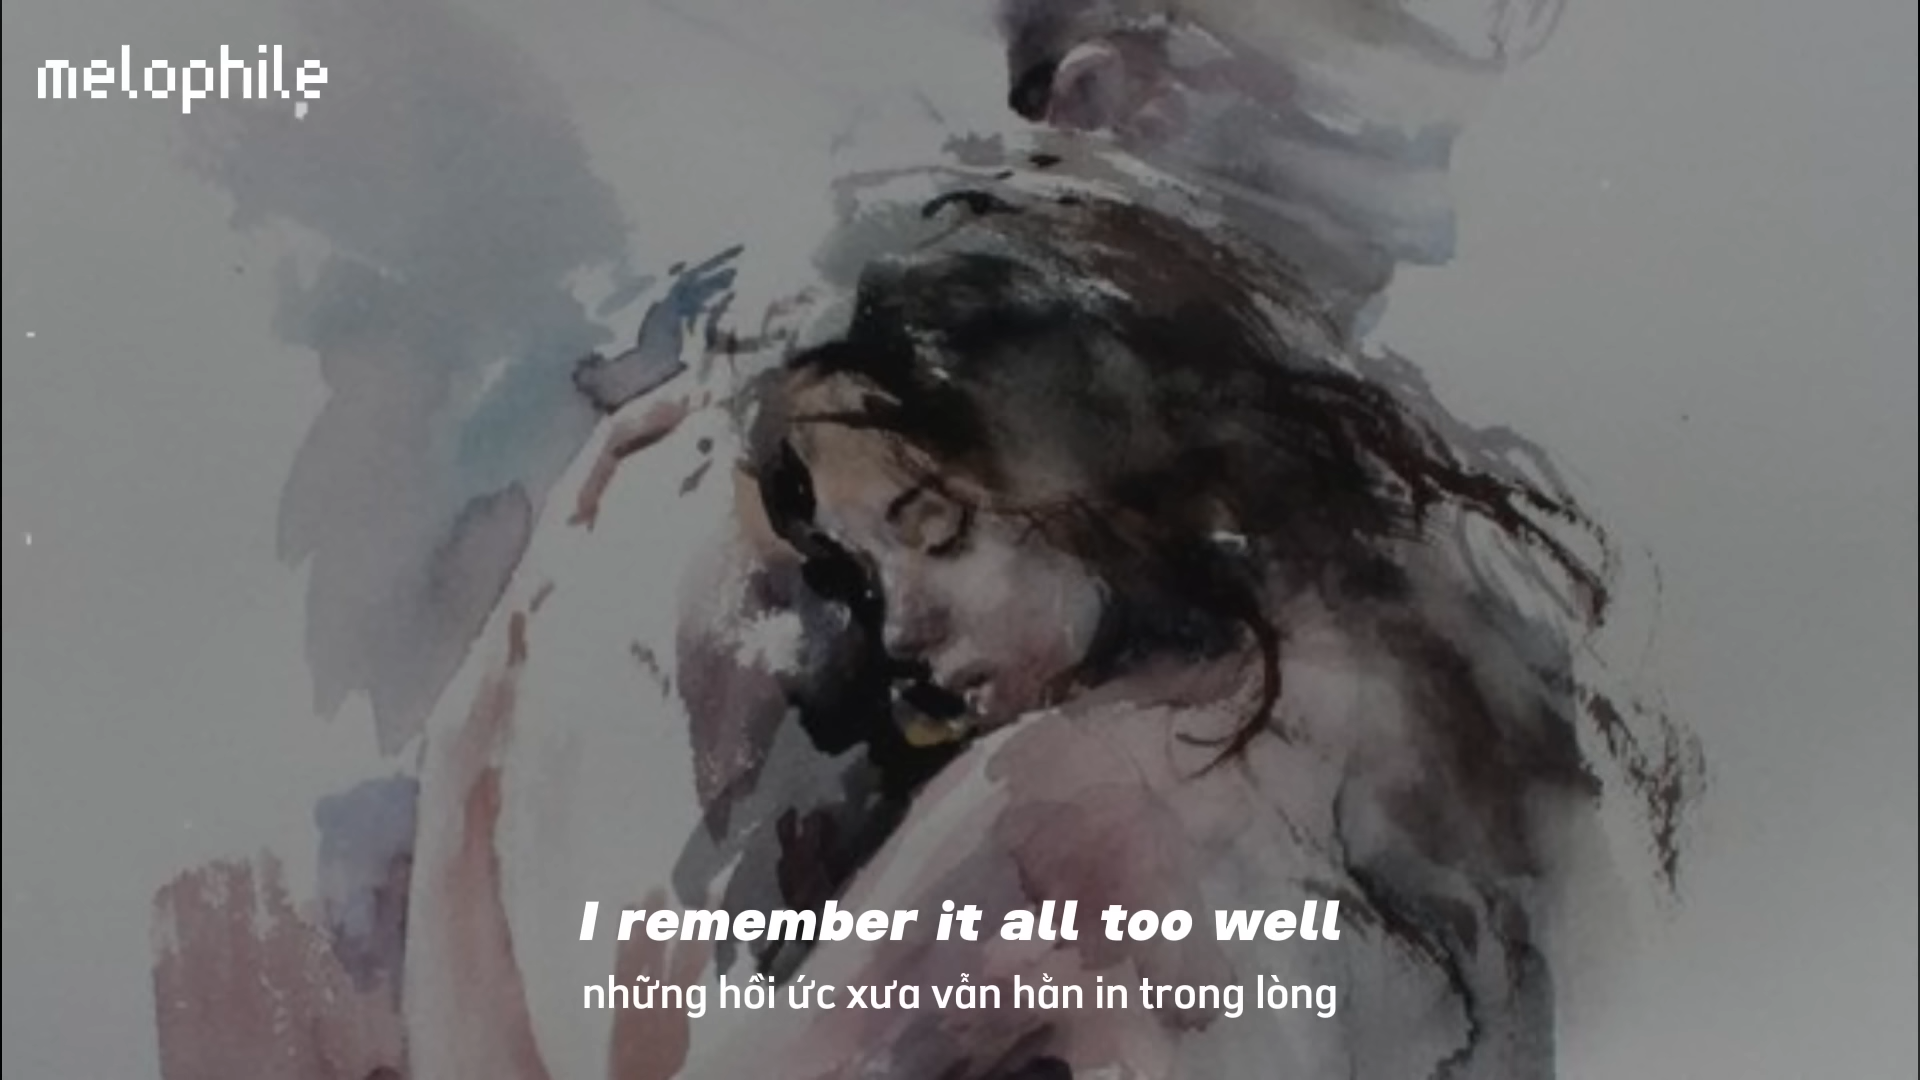 melophile
I remember it all too well
những hồi ức xưa vẫn hằn in trong lòng